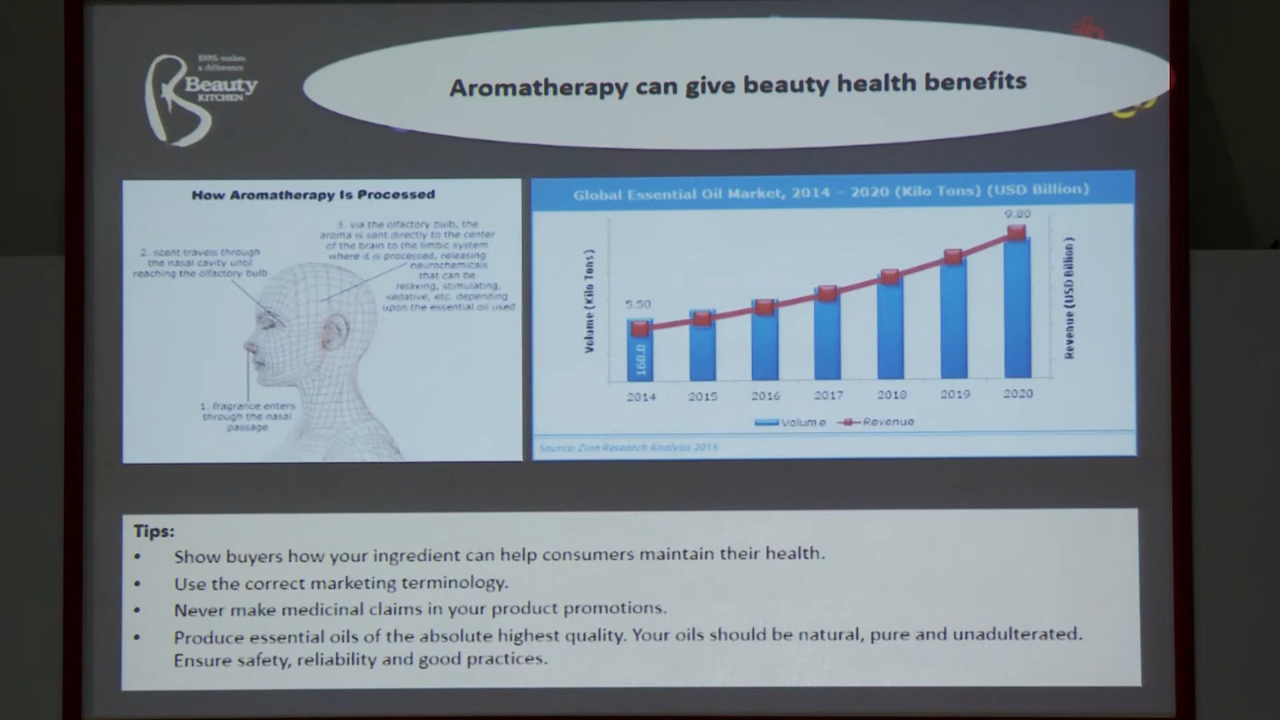 100% makes
a difference
Beauty
KITCHEN
Aromatherapy can give beauty health benefits
How Aromatherapy Is Processed
3. via the olfactory bulb, the
aroma is sent directly to the center
of the brain to the limbic system
where it is processed, releasing
neurochemicals
that can be
relaxing, stimulating,
sedative, etc. depending
upon the essential oil used
2. scent travels through
the nasal cavity until
reaching the olfactory bulb
1. fragrance enters
through the nasal
passage
Global Essential Oil Market, 2014 – 2020 (Kilo Tons) (USD Billion)
Volume (Kilo Tons)
5.50
160.0
9.80
Revenue (USD Billion)
2014 2015 2016 2017 2018 2019 2020
Volume Revenue
Source: Zion Research Analysis 2015
Tips:
• Show buyers how your ingredient can help consumers maintain their health.
• Use the correct marketing terminology.
• Never make medicinal claims in your product promotions.
• Produce essential oils of the absolute highest quality. Your oils should be natural, pure and unadulterated.
Ensure safety, reliability and good practices.